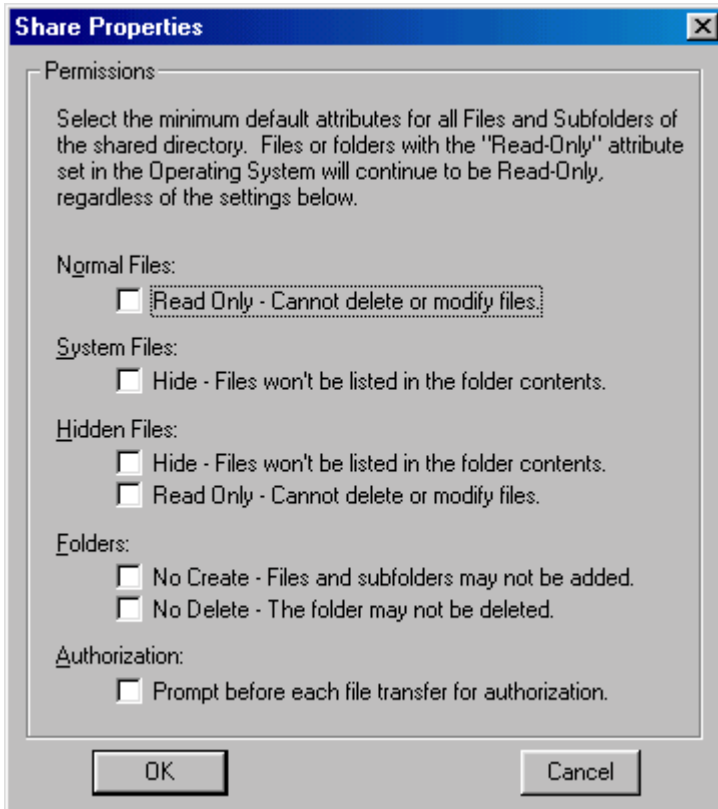 Share Properties
Permissions
Select the minimum default attributes for all Files and Subfolders of
the shared directory.  Files or folders with the "Read-Only" attribute
set in the Operating System will continue to be Read-Only,
regardless of the settings below.
Normal Files:
Read Only - Cannot delete or modify files.
System Files:
Hide - Files won't be listed in the folder contents.
Hidden Files:
Hide - Files won't be listed in the folder contents.
Read Only - Cannot delete or modify files.
Folders:
No Create - Files and subfolders may not be added.
No Delete - The folder may not be deleted.
Authorization:
Prompt before each file transfer for authorization.
OK
Cancel